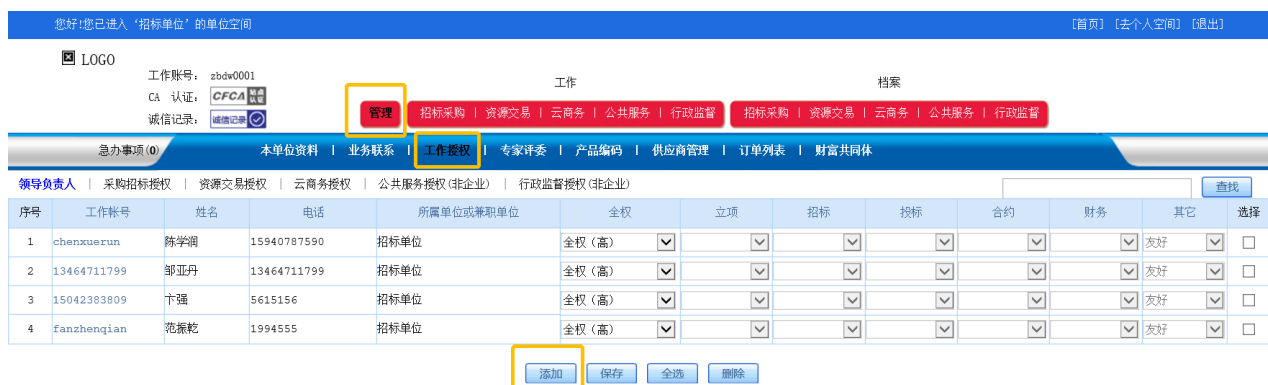 您好!您已进入‘招标单位’的单位空间 [首页] [去个人空间] [退出]
LOGO
工作账号: zbdw0001
工作 档案
CA 认证: CFCA 站点认证
管理 招标采购 | 资源交易 | 云商务 | 公共服务 | 行政监督 招标采购 | 资源交易 | 云商务 | 公共服务 | 行政监督
诚信记录: 诚信记录
急办事项(0) 本单位资料 | 业务联系 | 工作授权 | 专家评委 | 产品编码 | 供应商管理 | 订单列表 | 财富共同体
领导负责人 | 采购招标授权 | 资源交易授权 | 云商务授权 | 公共服务授权(非企业) | 行政监督授权(非企业) 查找
序号 工作帐号 姓名 电话 所属单位或兼职单位 全权 立项 招标 投标 合约 财务 其它 选择
1 chenxuerun 陈学润 15940787590 招标单位 全权（高） 友好
2 13464711799 邹亚丹 13464711799 招标单位 全权（高） 友好
3 15042383809 卞强 5615156 招标单位 全权（高） 友好
4 fanzhenqian 范振乾 1994555 招标单位 全权（高） 友好
添加 保存 全选 删除